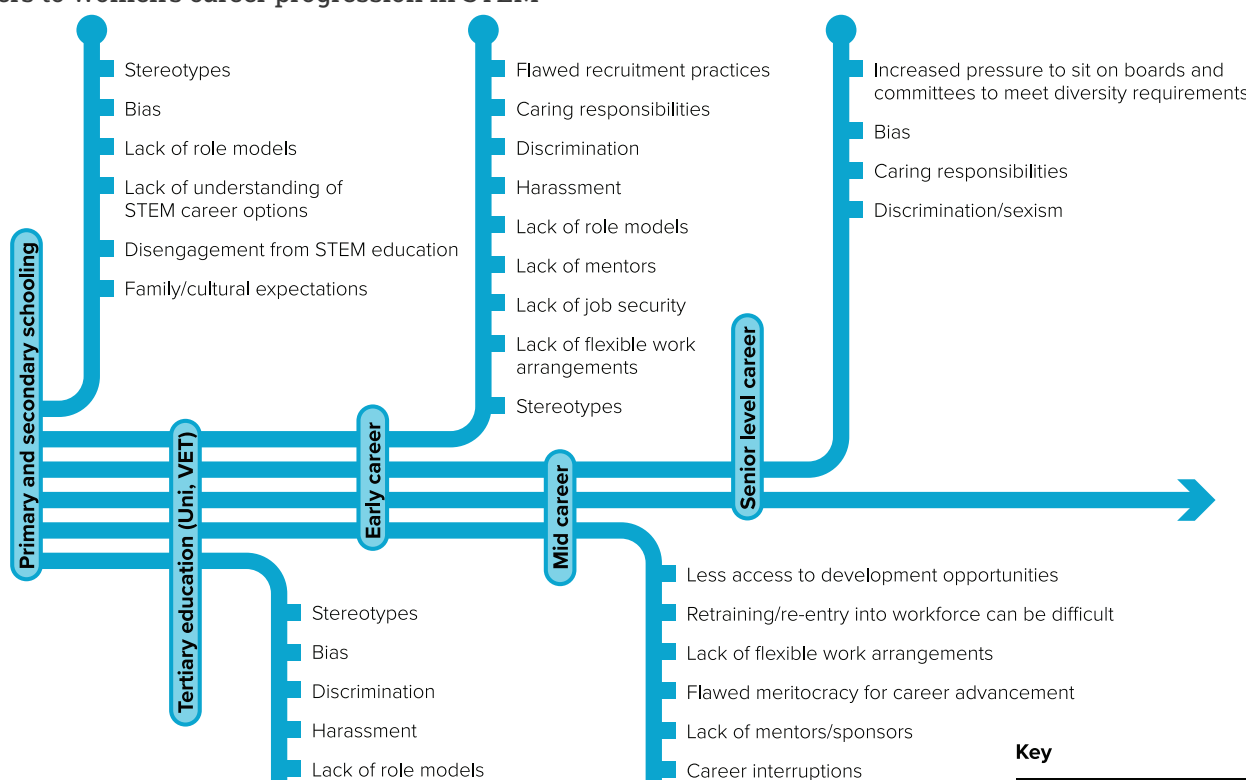 to women's career progression in STEM
Stereotypes
Bias
Lack of role models
Lack of understanding of
STEM career options
Disengagement from STEM education
Family/cultural expectations
Flawed recruitment practices
Caring responsibilities
Discrimination
Harassment
Lack of role models
Lack of mentors
Lack of job security
Lack of flexible work
arrangements
Stereotypes
Increased pressure to sit on boards and
committees to meet diversity requirements
Bias
Caring responsibilities
Discrimination/sexism
Primary and secondary schooling
Tertiary education (Uni, VET)
Early career
Mid career
Senior level career
Stereotypes
Bias
Discrimination
Harassment
Lack of role models
Less access to development opportunities
Retraining/re-entry into workforce can be difficult
Lack of flexible work arrangements
Flawed meritocracy for career advancement
Lack of mentors/sponsors
Career interruptions
Key